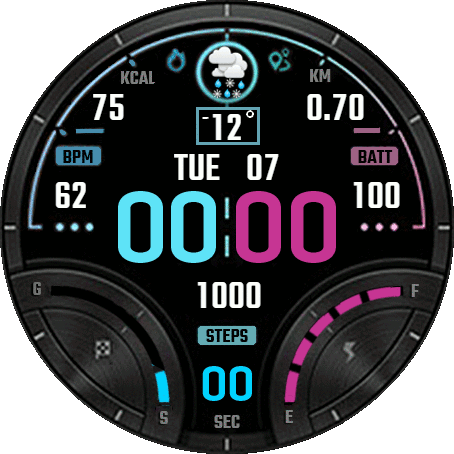 KCAL KM
75 0.70
-12°
BPM BATT
TUE 07
62 100
00 00
1000
G F
STEPS
00
S E
SEC